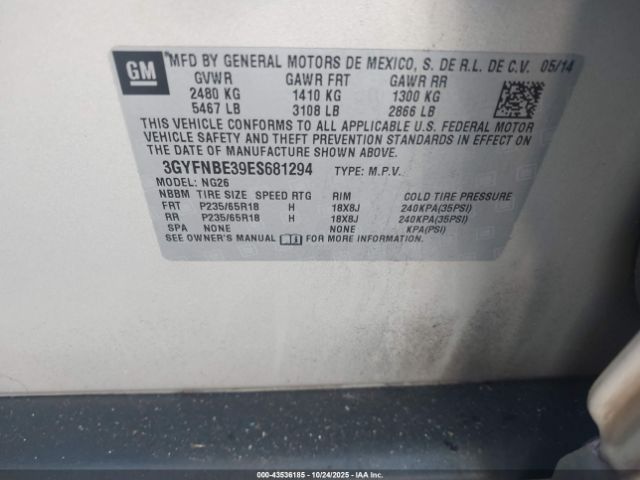 GM
MFD BY GENERAL MOTORS DE MEXICO, S. DE R.L. DE C.V. 05/14
GVWR GAWR FRT GAWR RR
2480 KG 1410 KG 1300 KG
5467 LB 3108 LB 2866 LB
THIS VEHICLE CONFORMS TO ALL APPLICABLE U.S. FEDERAL MOTOR
VEHICLE SAFETY AND THEFT PREVENTION STANDARDS IN EFFECT ON
THE DATE OF MANUFACTURE SHOWN ABOVE.
3GYFNBE39ES681294 TYPE: M.P.V.
MODEL: NG26
NBBM TIRE SIZE SPEED RTG RIM COLD TIRE PRESSURE
FRT P235/65R18 H 18X8J 240KPA(35PSI)
RR P235/65R18 H 18X8J 240KPA(35PSI)
SPA NONE NONE KPA(PSI)
SEE OWNER'S MANUAL FOR MORE INFORMATION.
000-43536185 - 10/24/2025 - IAAI.COM